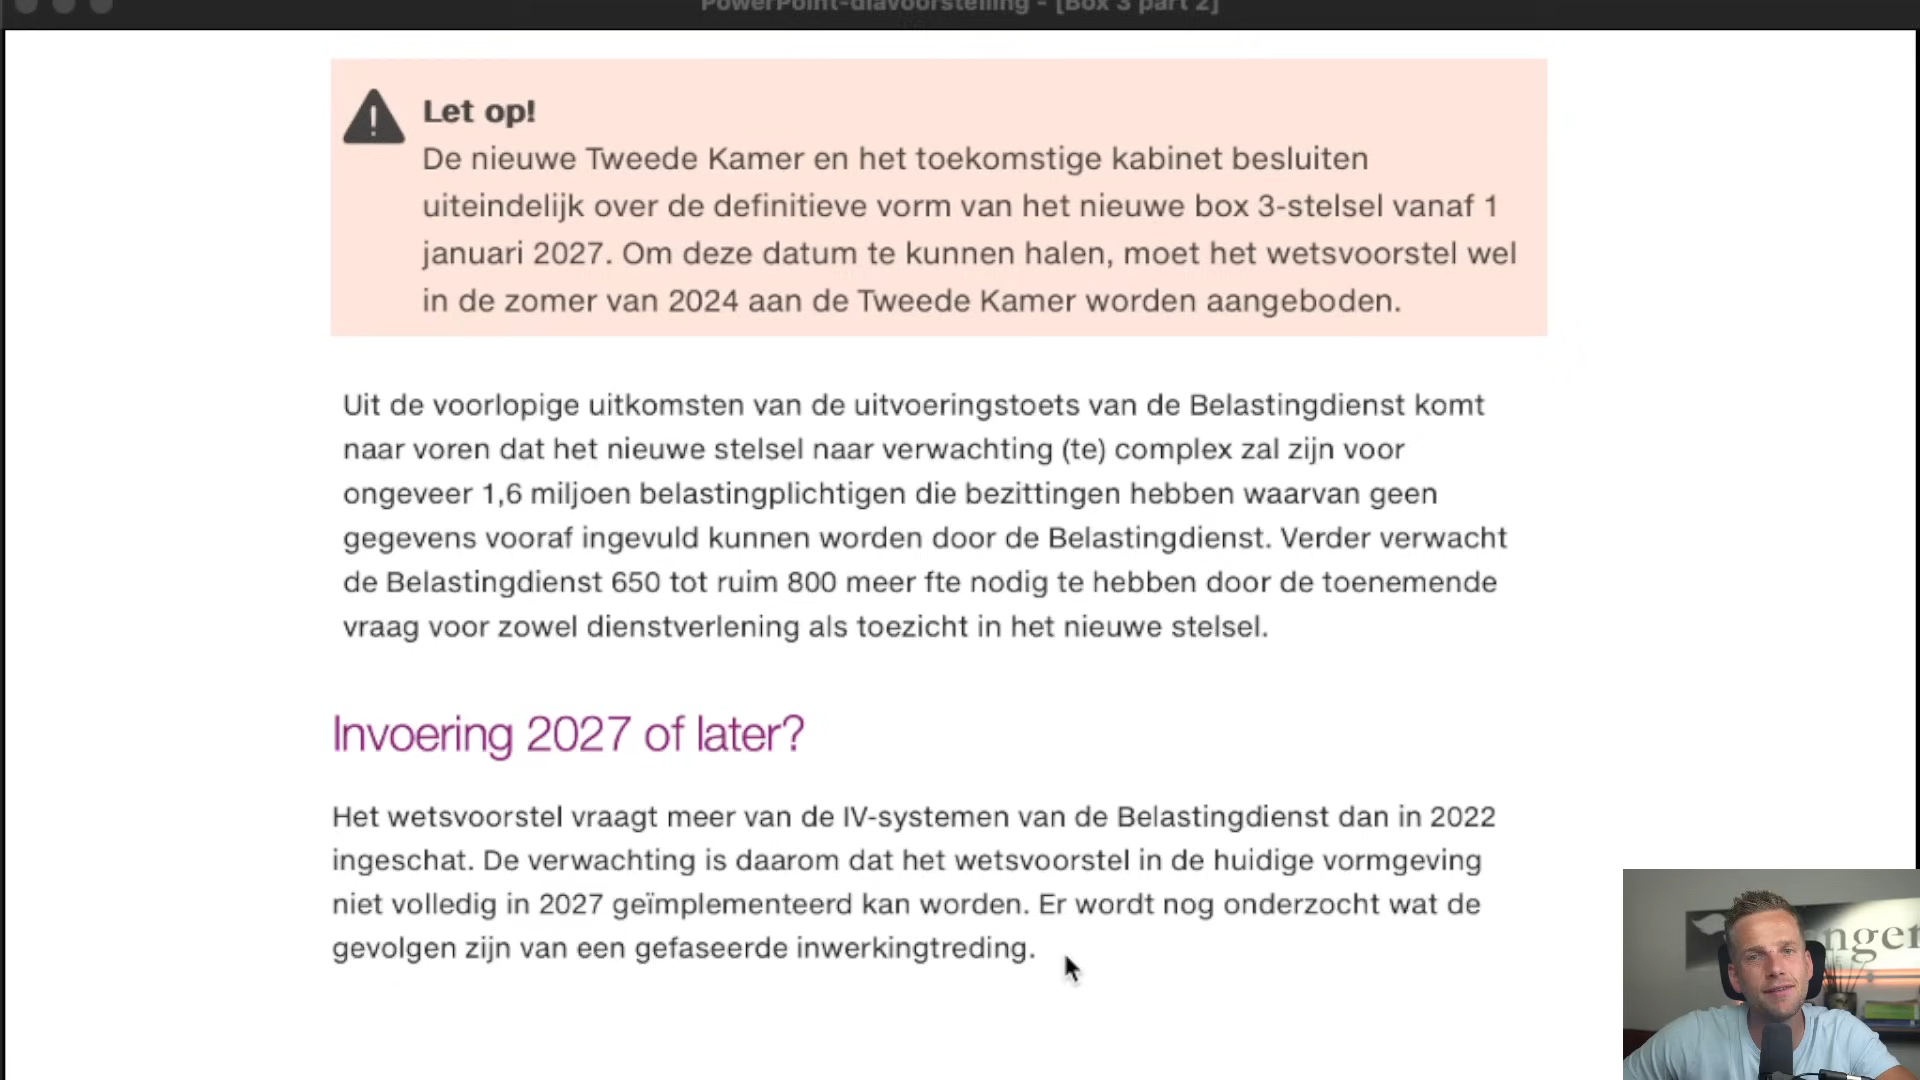 PowerPoint-diavoorstelling - [Box 3 part 2]
Let op!
De nieuwe Tweede Kamer en het toekomstige kabinet besluiten
uiteindelijk over de definitieve vorm van het nieuwe box 3-stelsel vanaf 1
januari 2027. Om deze datum te kunnen halen, moet het wetsvoorstel wel
in de zomer van 2024 aan de Tweede Kamer worden aangeboden.
Uit de voorlopige uitkomsten van de uitvoeringstoets van de Belastingdienst komt
naar voren dat het nieuwe stelsel naar verwachting (te) complex zal zijn voor
ongeveer 1,6 miljoen belastingplichtigen die bezittingen hebben waarvan geen
gegevens vooraf ingevuld kunnen worden door de Belastingdienst. Verder verwacht
de Belastingdienst 650 tot ruim 800 meer fte nodig te hebben door de toenemende
vraag voor zowel dienstverlening als toezicht in het nieuwe stelsel.
Invoering 2027 of later?
Het wetsvoorstel vraagt meer van de IV-systemen van de Belastingdienst dan in 2022
ingeschat. De verwachting is daarom dat het wetsvoorstel in de huidige vormgeving
niet volledig in 2027 geïmplementeerd kan worden. Er wordt nog onderzocht wat de
gevolgen zijn van een gefaseerde inwerkingtreding.